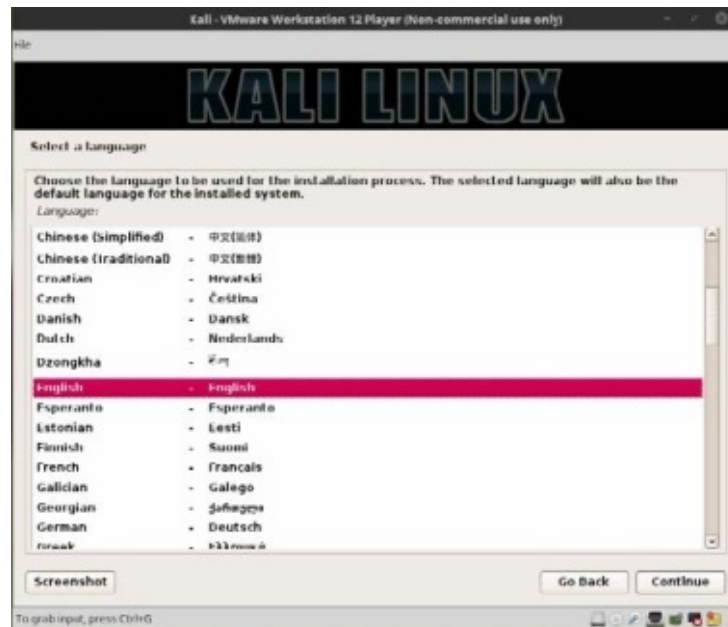 Kali - VMware Workstation 12 Player (Non-commercial use only)
File
KALI LINUX
Select a language
Choose the language to be used for the installation process. The selected language will also be the
default language for the installed system.
Language:
Chinese (Simplified) - 中文(简体)
Chinese (Traditional) - 中文(繁體)
Croatian - Hrvatski
Czech - Čeština
Danish - Dansk
Dutch - Nederlands
Dzongkha -
English - English
Esperanto - Esperanto
Estonian - Eesti
Finnish - Suomi
French - Français
Galician - Galego
Georgian - ქართული
German - Deutsch
Greek - Ελληνικά
Screenshot
Go Back
Continue
To grab input, press Ctrl+G